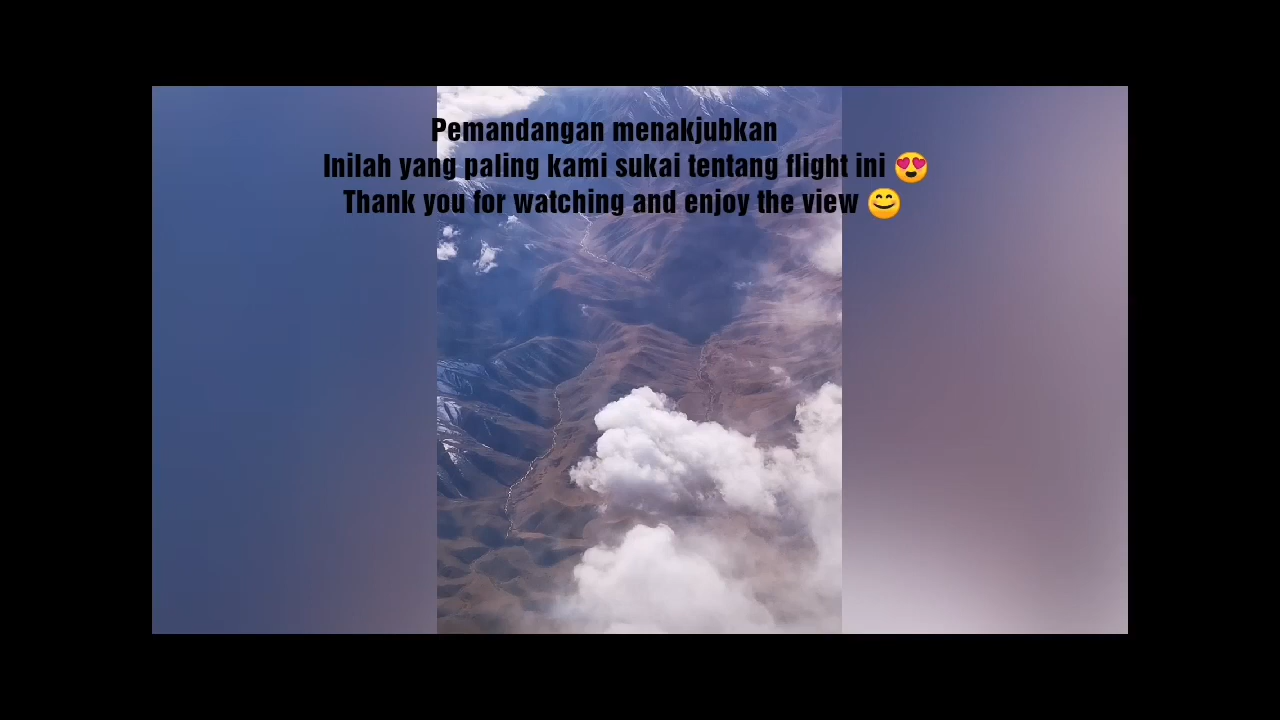 Pemandangan menakjubkan
Inilah yang paling kami sukai tentang flight ini 😍
Thank you for watching and enjoy the view 😊